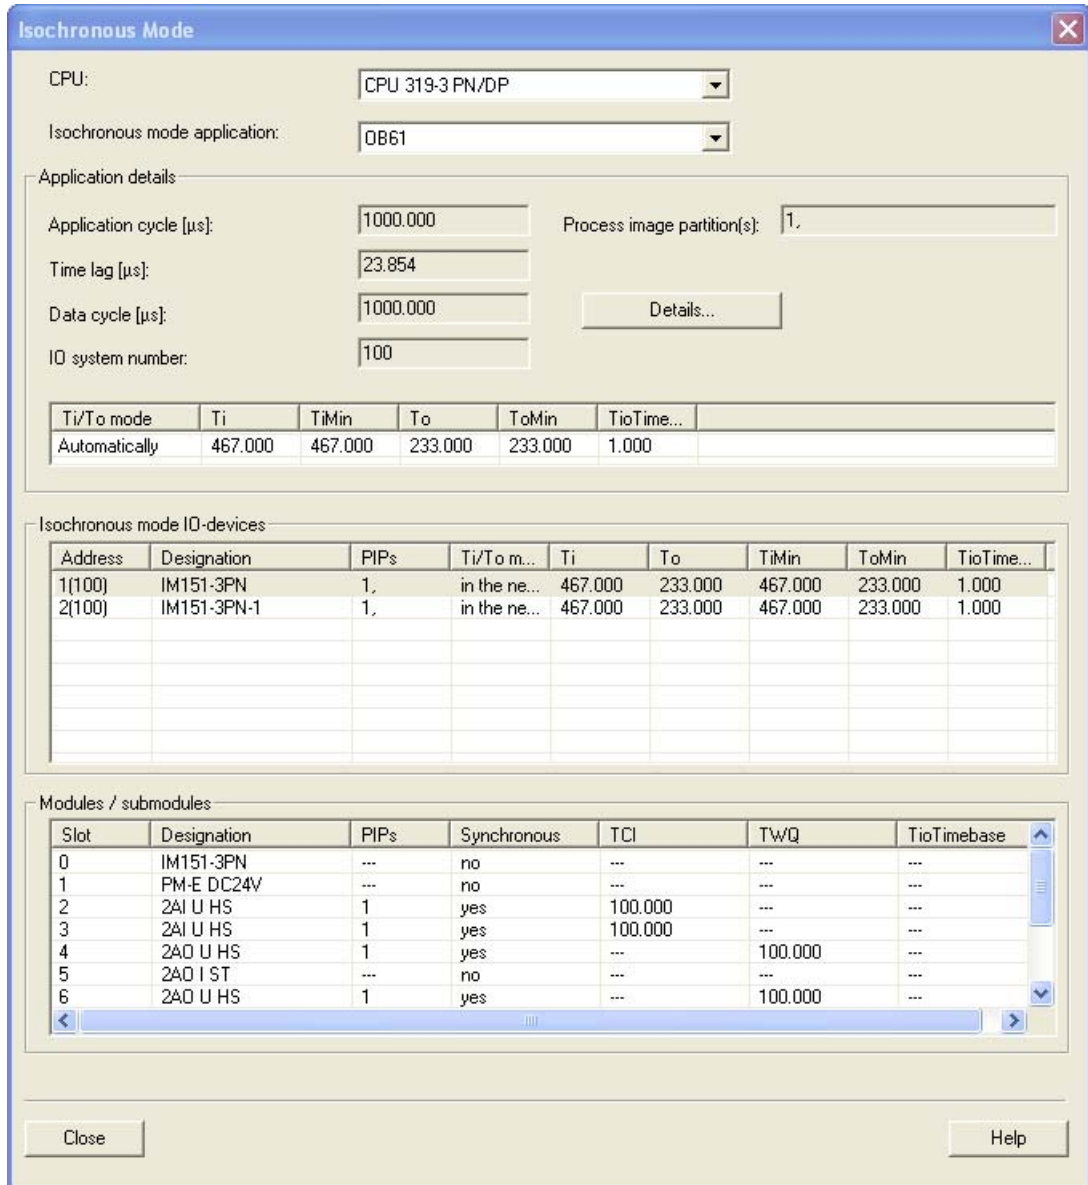 Isochronous Mode
CPU: CPU 319-3 PN/DP
Isochronous mode application: OB61
Application details
Application cycle [µs]: 1000.000 Process image partition(s): 1,
Time lag [µs]: 23.854
Data cycle [µs]: 1000.000 Details...
IO system number: 100
Ti/To mode Ti TiMin To ToMin TioTime...
Automatically 467.000 467.000 233.000 233.000 1.000
Isochronous mode IO-devices
Address Designation PIPs Ti/To m... Ti To TiMin ToMin TioTime...
1(100) IM151-3PN 1, in the ne... 467.000 233.000 467.000 233.000 1.000
2(100) IM151-3PN-1 1, in the ne... 467.000 233.000 467.000 233.000 1.000
Modules / submodules
Slot Designation PIPs Synchronous TCI TWQ TioTimebase
0 IM151-3PN --- no --- --- ---
1 PM-E DC24V --- no --- --- ---
2 2AI U HS 1 yes 100.000 --- ---
3 2AI U HS 1 yes 100.000 --- ---
4 2AO U HS 1 yes --- 100.000 ---
5 2AO I ST --- no --- --- ---
6 2AO U HS 1 yes --- 100.000 ---
Close Help